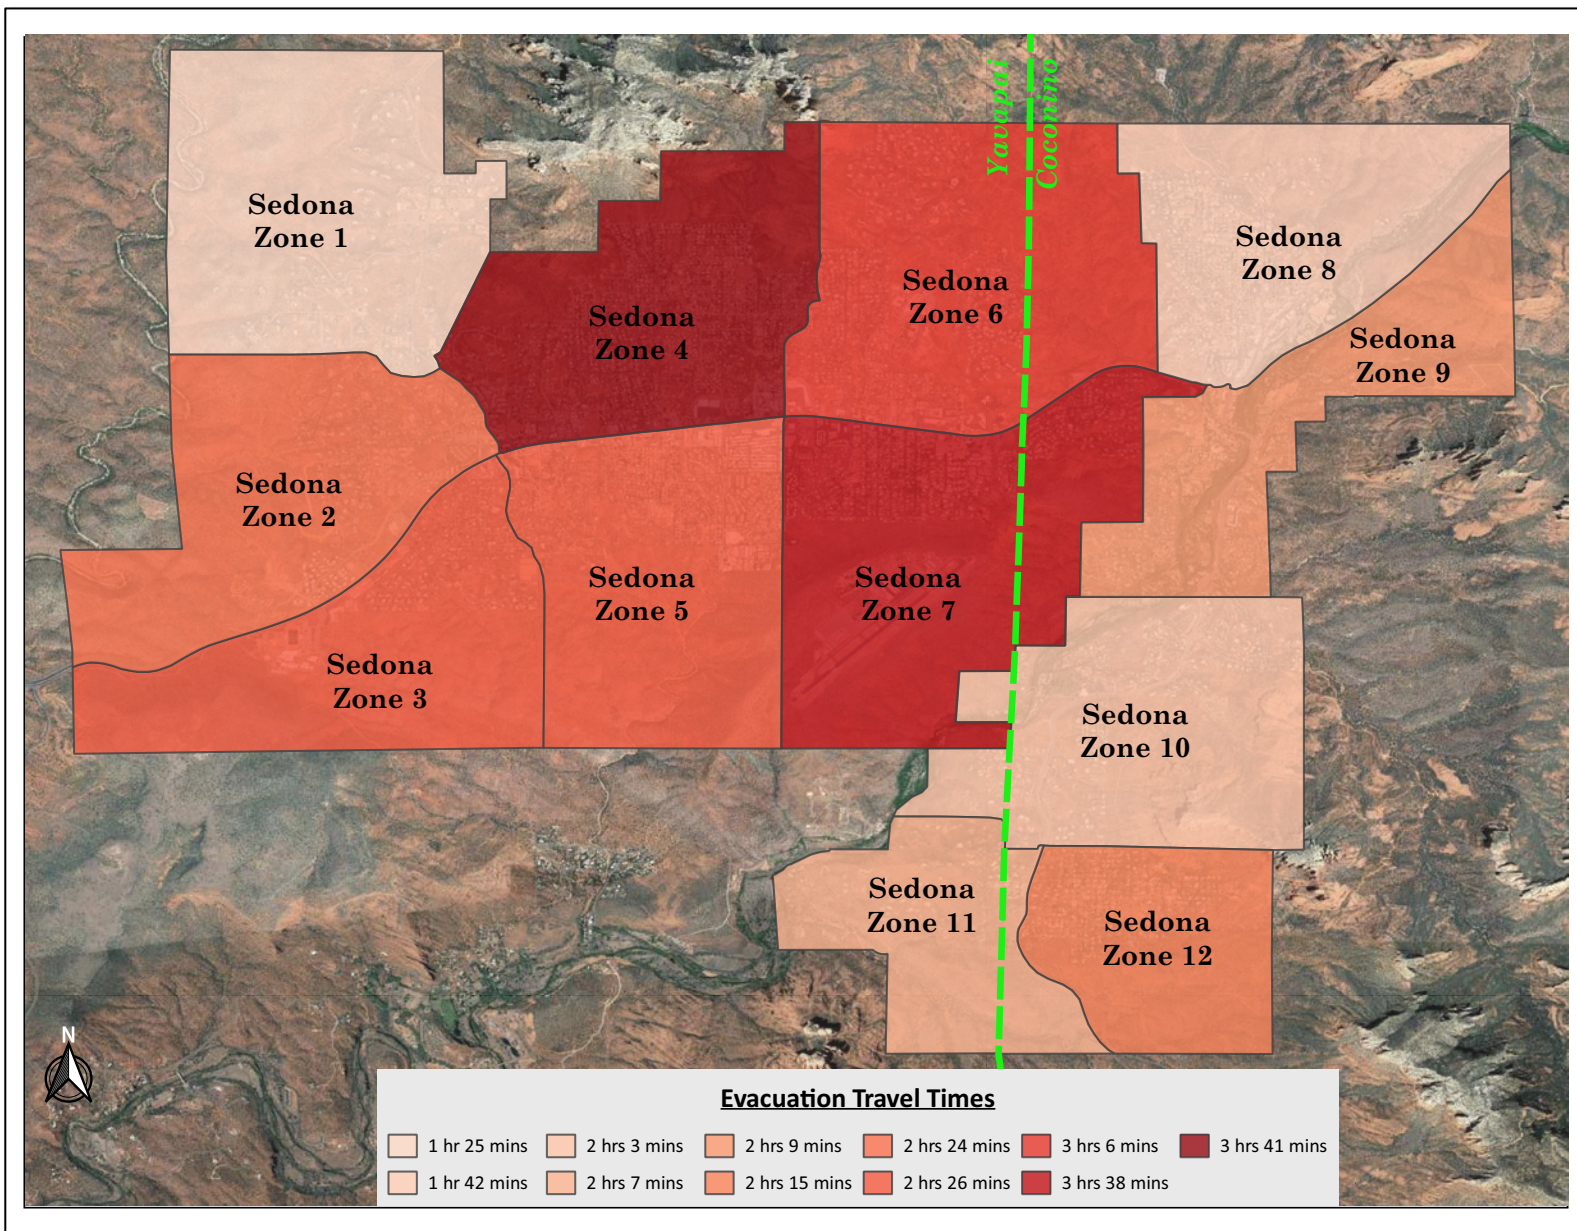 Yavapai
Coconino
Sedona
Zone 1
Sedona
Zone 8
Sedona
Zone 6
Sedona
Zone 4
Sedona
Zone 9
Sedona
Zone 2
Sedona
Zone 5
Sedona
Zone 7
Sedona
Zone 3
Sedona
Zone 10
Sedona
Zone 11
Sedona
Zone 12
N
Evacuation Travel Times
1 hr 25 mins
2 hrs 3 mins
2 hrs 9 mins
2 hrs 24 mins
3 hrs 6 mins
3 hrs 41 mins
1 hr 42 mins
2 hrs 7 mins
2 hrs 15 mins
2 hrs 26 mins
3 hrs 38 mins